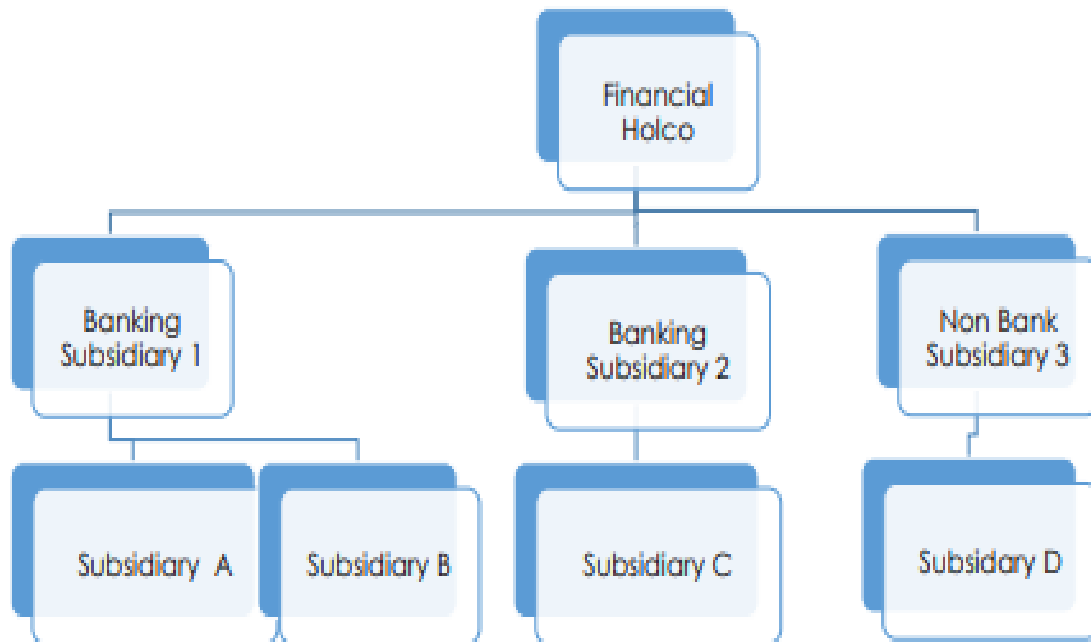 Financial
Holco
Banking
Subsidiary 1
Banking
Subsidiary 2
Non Bank
Subsidiary 3
Subsidiary A
Subsidiary B
Subsidiary C
Subsidary D